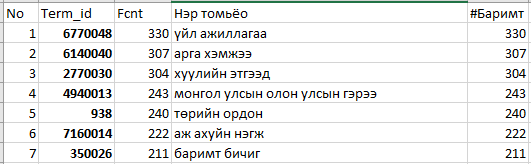 No Term_id Fcnt Нэр томьёо #Баримт
1 6770048 330 үйл ажиллагаа 330
2 6140040 307 арга хэмжээ 307
3 2770030 304 хуулийн этгээд 304
4 4940013 243 монгол улсын олон улсын гэрээ 243
5 938 240 төрийн ордон 240
6 7160014 222 аж ахуйн нэгж 222
7 350026 211 баримт бичиг 211